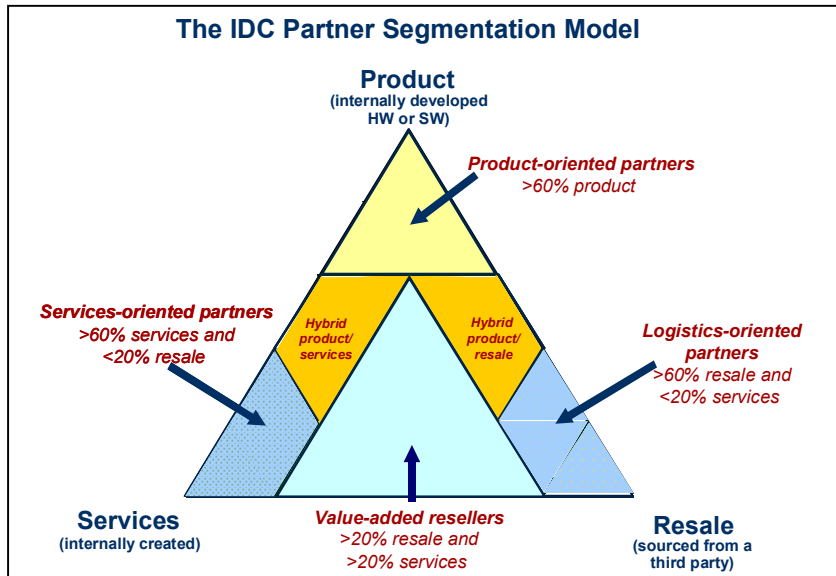 The IDC Partner Segmentation Model
Product
(internally developed
HW or SW)
Product-oriented partners
>60% product
Services-oriented partners
>60% services and
<20% resale
Hybrid
product/
services
Hybrid
product/
resale
Logistics-oriented
partners
>60% resale and
<20% services
Services
(internally created)
Value-added resellers
>20% resale and
>20% services
Resale
(sourced from a
third party)